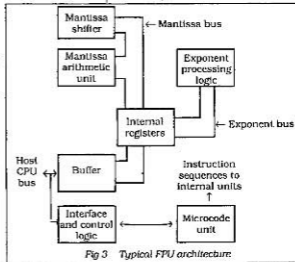 Mantissa
shifter
← Mantissa bus
Mantissa
arithmetic
unit
Exponent
processing
logic
Internal
registers
← Exponent bus
Host
CPU
bus
Buffer
Instruction
sequences to
internal units
Interface
and control
logic
Microcode
unit
Fig 3 Typical FPU architecture